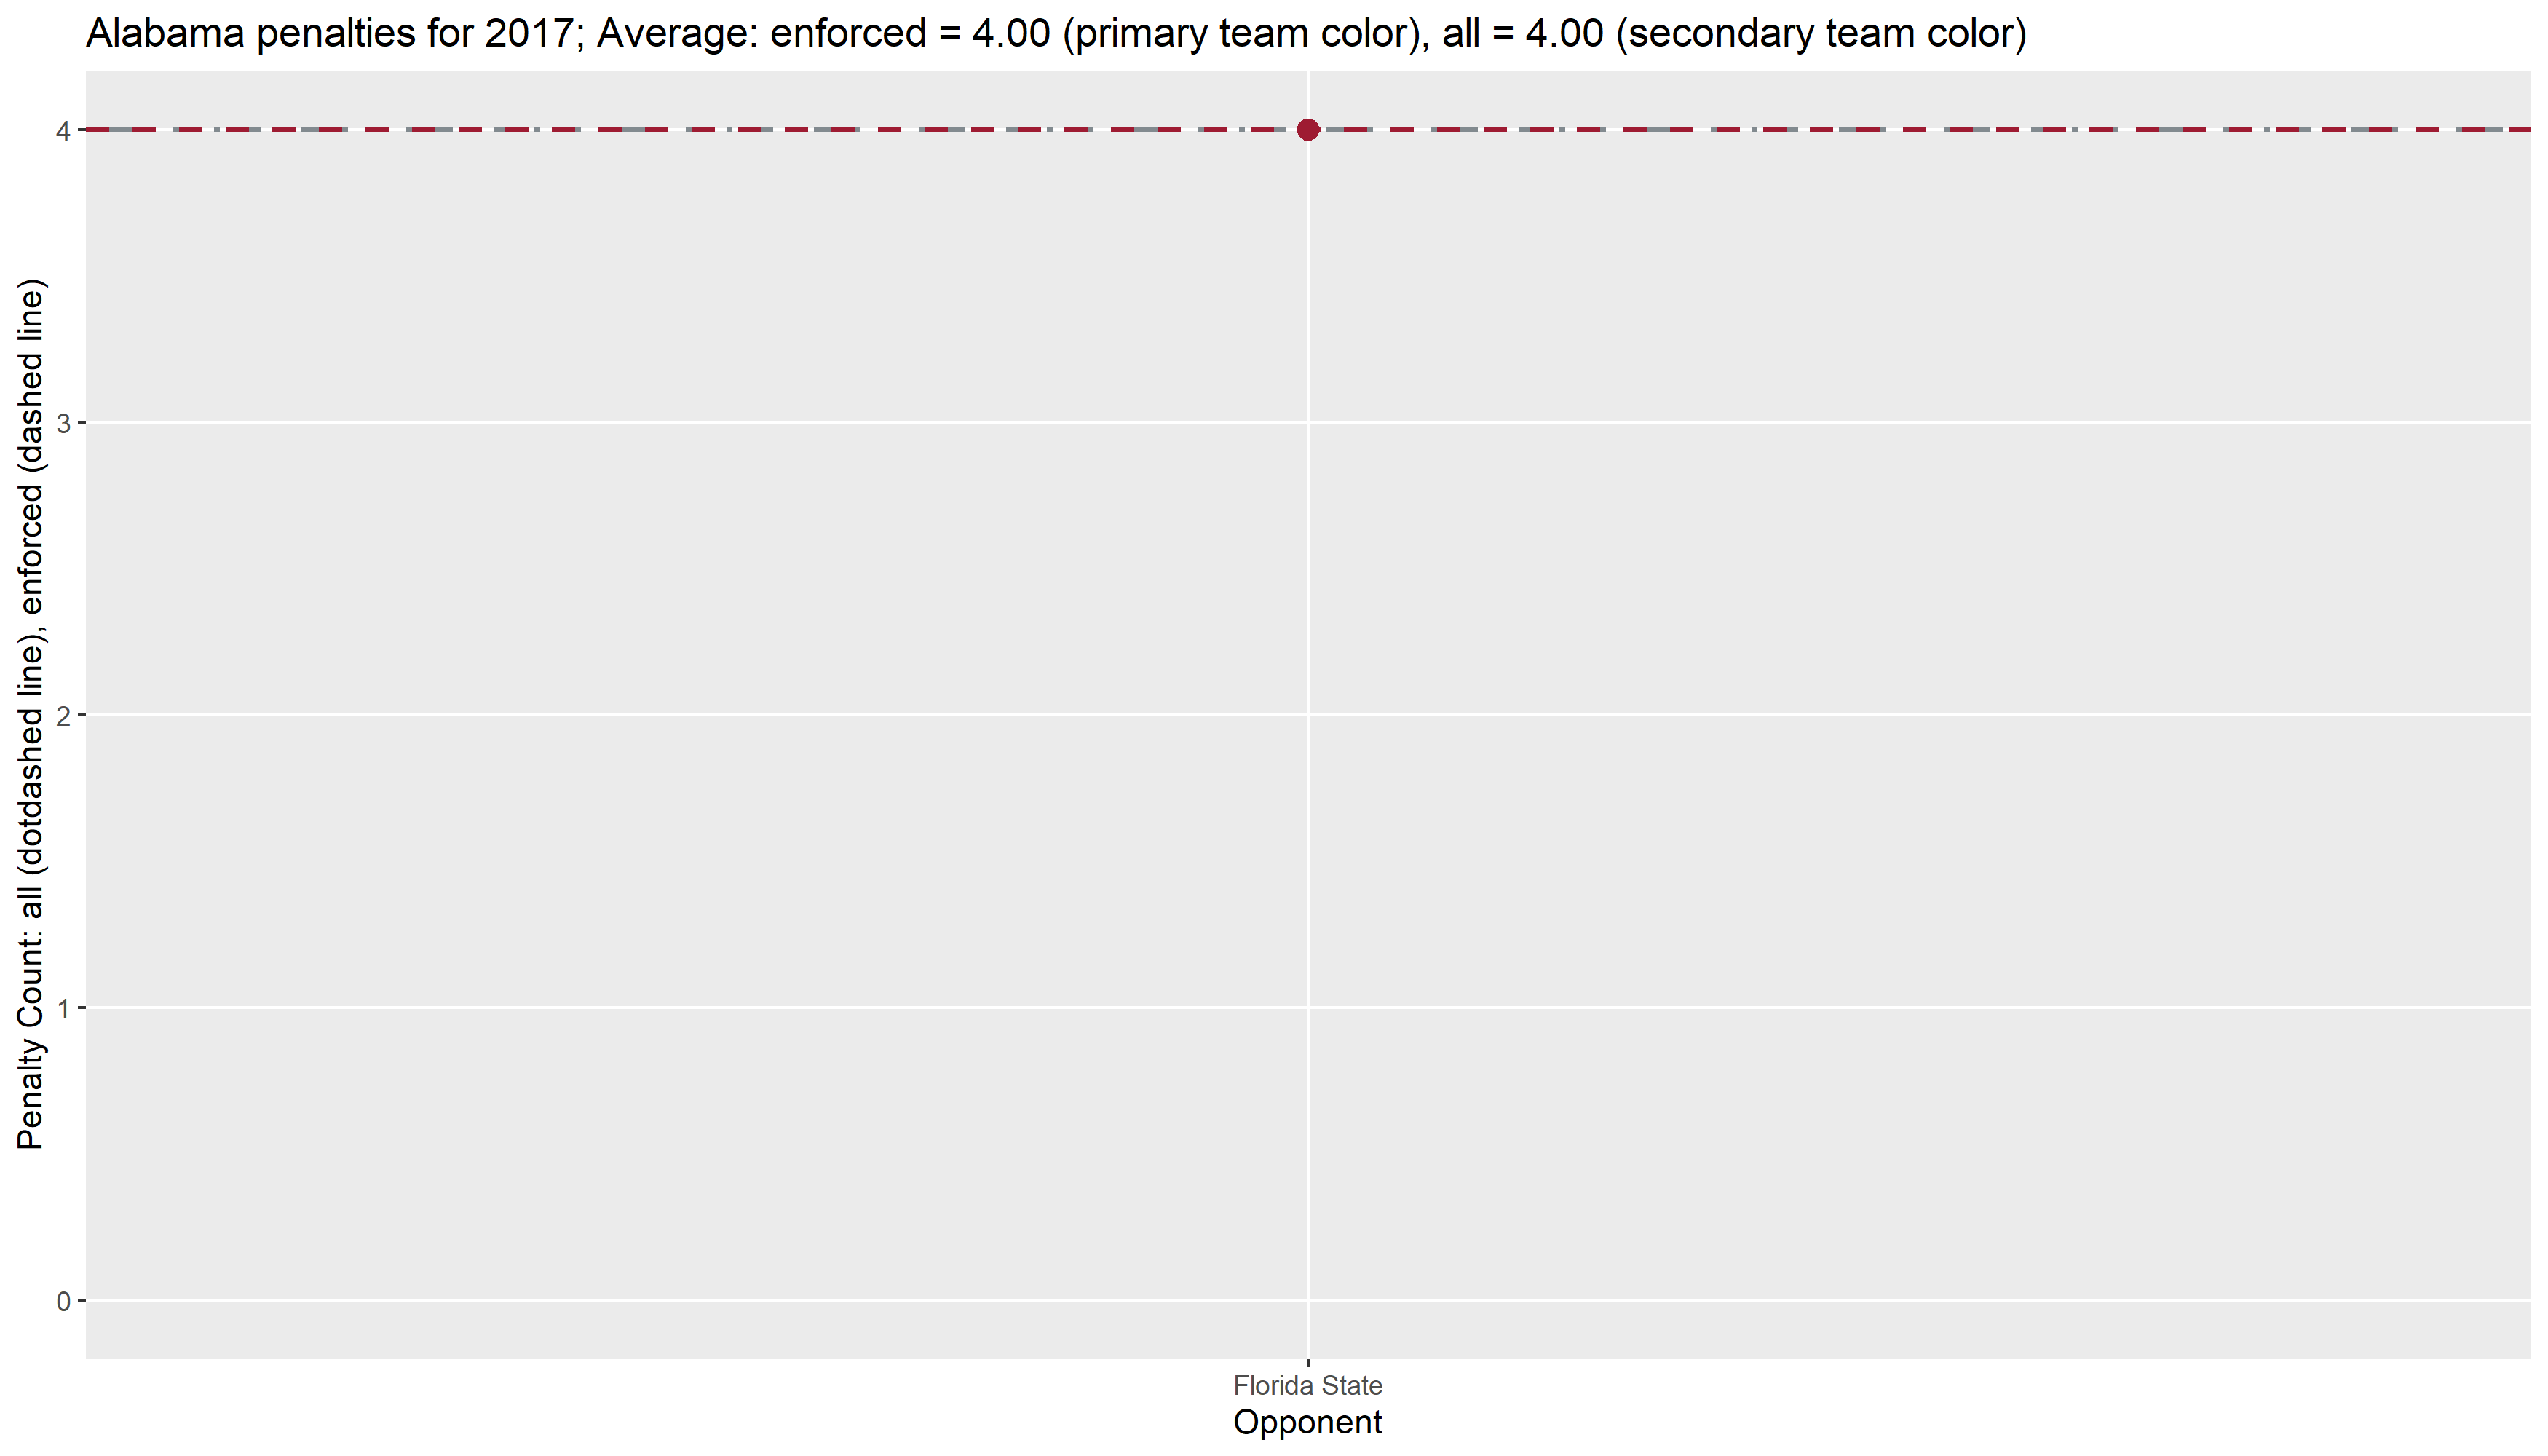 Alabama penalties for 2017; Average: enforced = 4.00 (primary team color), all = 4.00 (secondary team color)
Penalty Count: all (dotdashed line), enforced (dashed line)
4
3
2
1
0
Florida State
Opponent